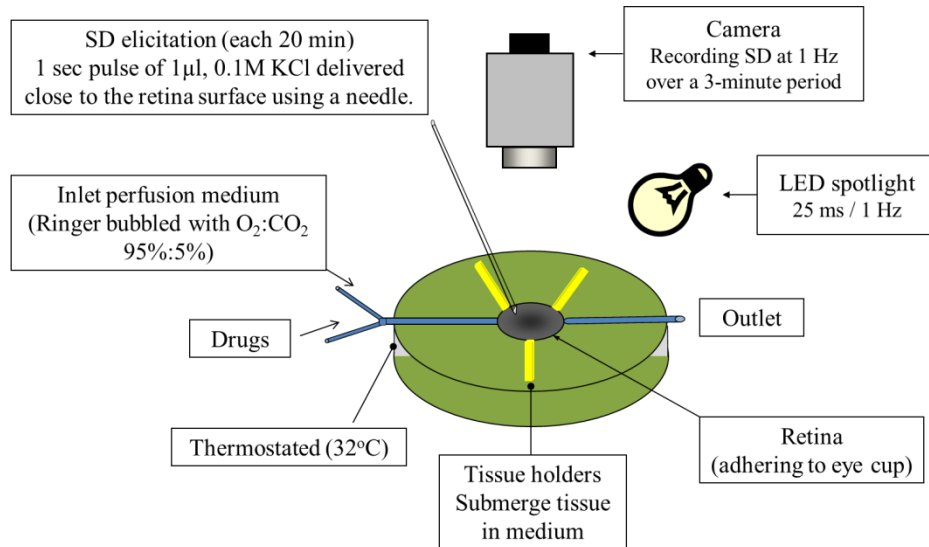 SD elicitation (each 20 min)
1 sec pulse of 1μl, 0.1M KCl delivered
close to the retina surface using a needle.
Camera
Recording SD at 1 Hz
over a 3-minute period
LED spotlight
25 ms / 1 Hz
Inlet perfusion medium
(Ringer bubbled with O₂:CO₂
95%:5%)
Drugs
Outlet
Thermostated (32°C)
Tissue holders
Submerge tissue
in medium
Retina
(adhering to eye cup)